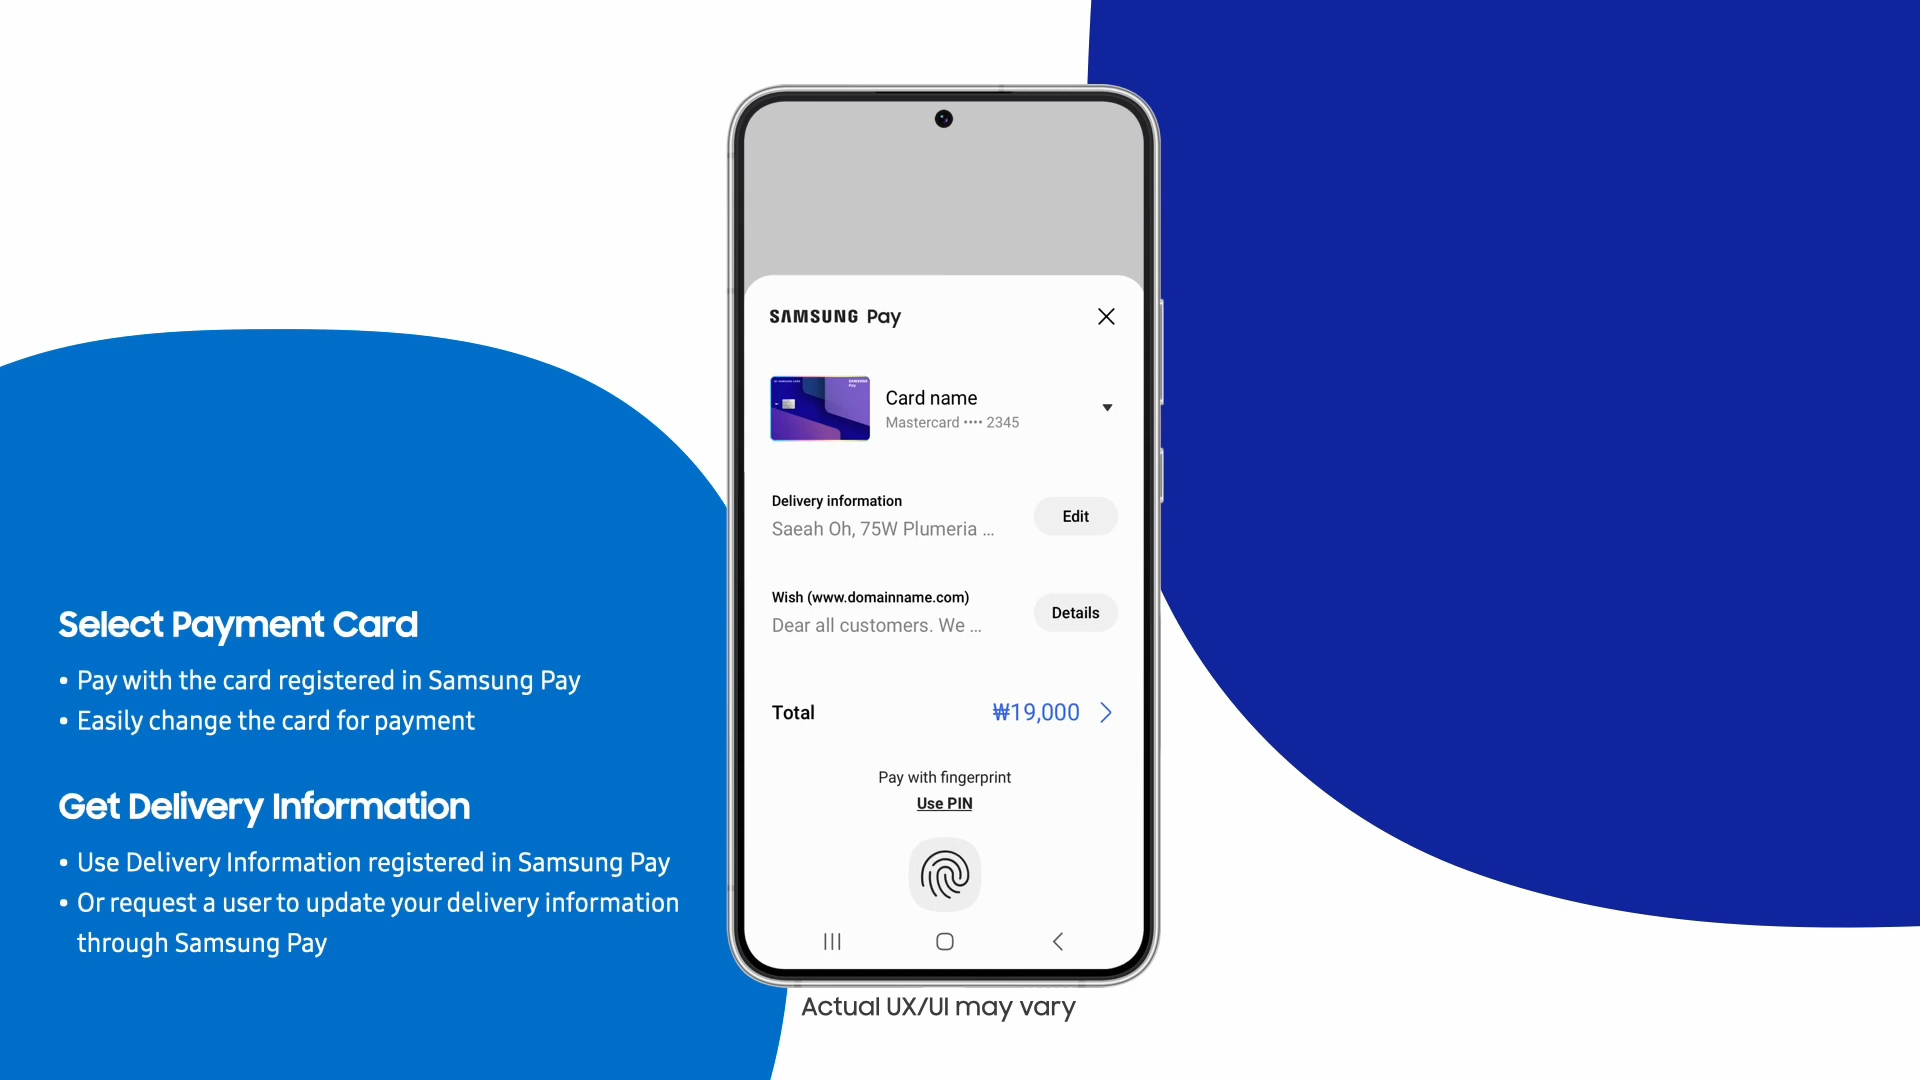 SAMSUNG Pay
Card name
Mastercard •••• 2345
Delivery information
Saeah Oh, 75W Plumeria ...
Edit
Wish (www.domainname.com)
Dear all customers. We ...
Details
Total
₩19,000
Pay with fingerprint
Use PIN
Select Payment Card
• Pay with the card registered in Samsung Pay
• Easily change the card for payment
Get Delivery Information
• Use Delivery Information registered in Samsung Pay
• Or request a user to update your delivery information
through Samsung Pay
Actual UX/UI may vary